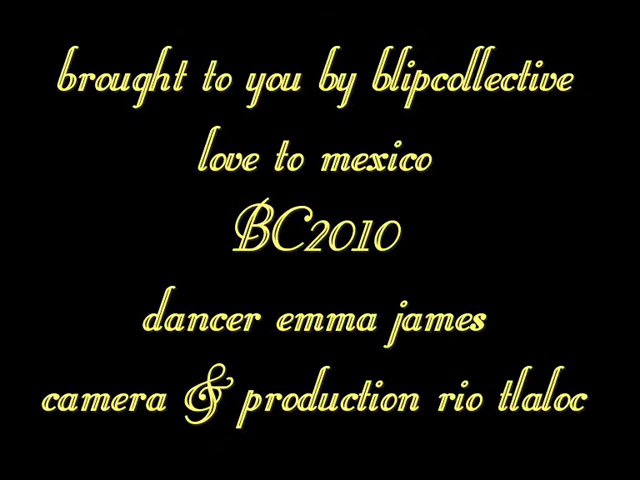 brought to you by blipcollective
love to mexico
BC2010
dancer emma james
camera & production rio tlaloc